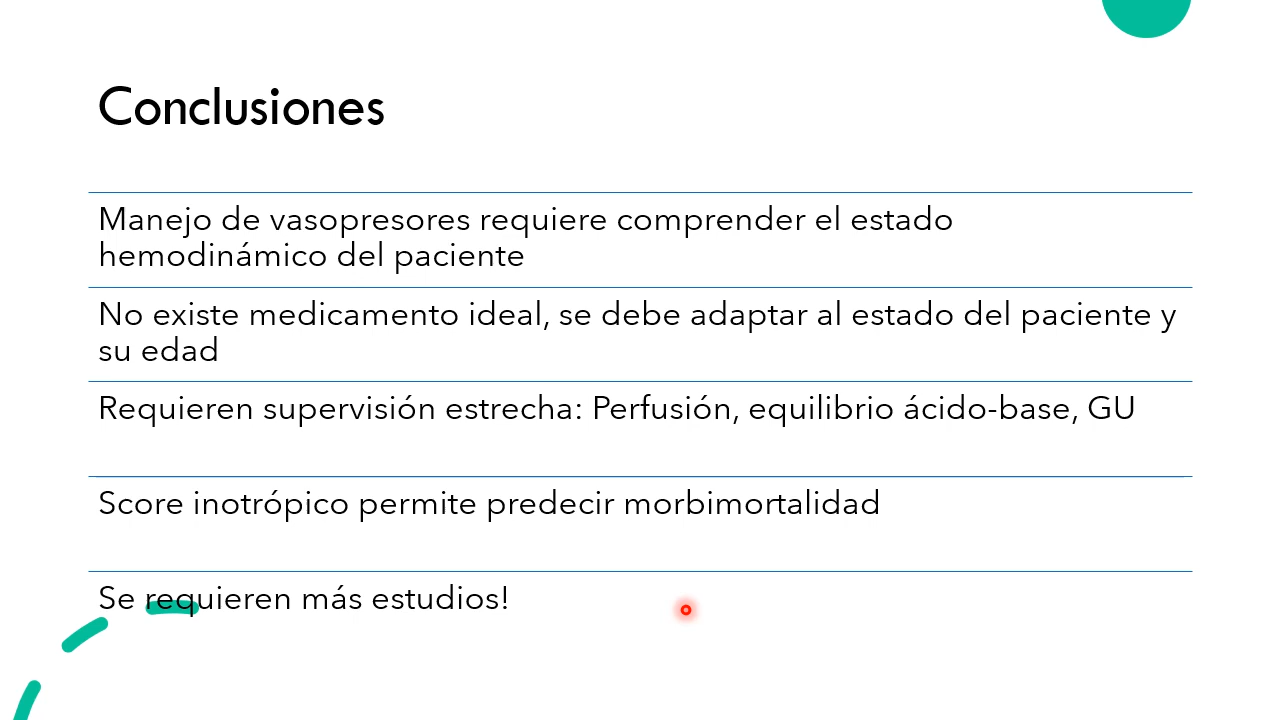 Conclusiones
Manejo de vasopresores requiere comprender el estado
hemodinámico del paciente
No existe medicamento ideal, se debe adaptar al estado del paciente y
su edad
Requieren supervisión estrecha: Perfusión, equilibrio ácido-base, GU
Score inotrópico permite predecir morbimortalidad
Se requieren más estudios!